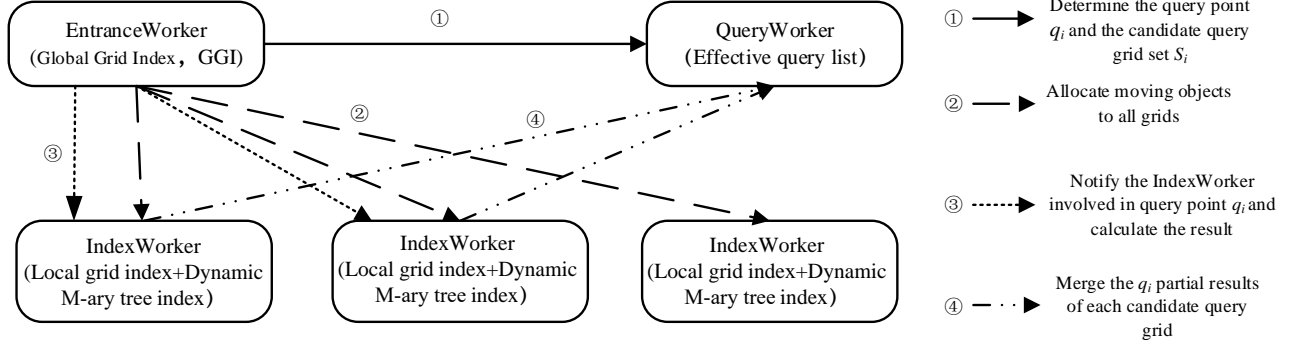 EntranceWorker
(Global Grid Index，GGI)
①
QueryWorker
(Effective query list)
②
④
③
IndexWorker
(Local grid index+Dynamic
M-ary tree index)
IndexWorker
(Local grid index+Dynamic
M-ary tree index)
IndexWorker
(Local grid index+Dynamic
M-ary tree index)
①
Determine the query point
qi and the candidate query
grid set Si
②
Allocate moving objects
to all grids
③
Notify the IndexWorker
involved in query point qi and
calculate the result
④
Merge the qi partial results
of each candidate query
grid